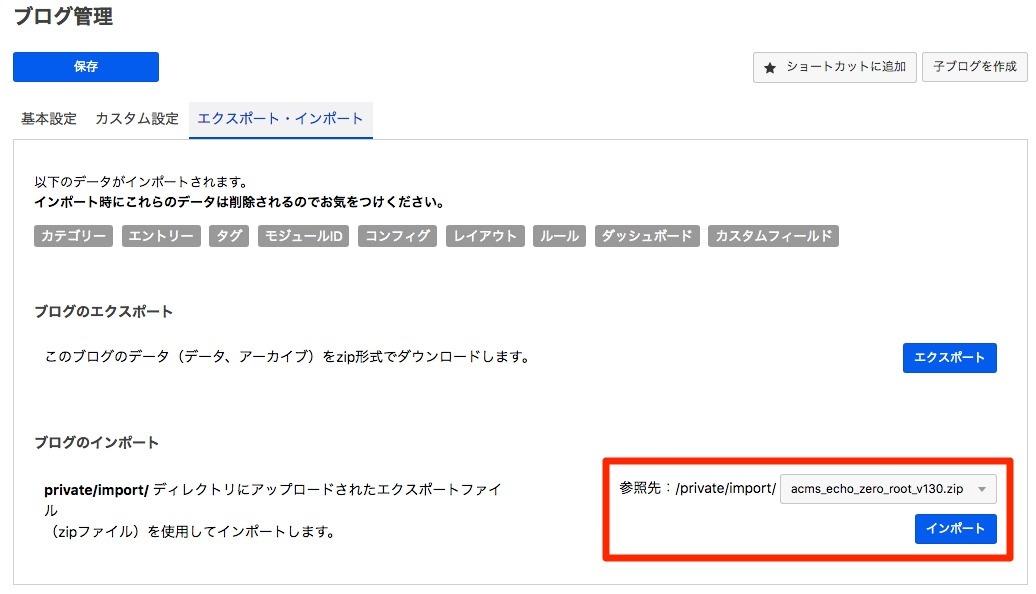 ブログ管理
保存
ショートカットに追加
子ブログを作成
基本設定 カスタム設定 エクスポート・インポート
以下のデータがインポートされます。
インポート時にこれらのデータは削除されるのでお気をつけください。
カテゴリー エントリー タグ モジュールID コンフィグ レイアウト ルール ダッシュボード カスタムフィールド
ブログのエクスポート
このブログのデータ（データ、アーカイブ）をzip形式でダウンロードします。
エクスポート
ブログのインポート
private/import/ ディレクトリにアップロードされたエクスポートファイ
ル
（zipファイル）を使用してインポートします。
参照先：/private/import/ acms_echo_zero_root_v130.zip
インポート